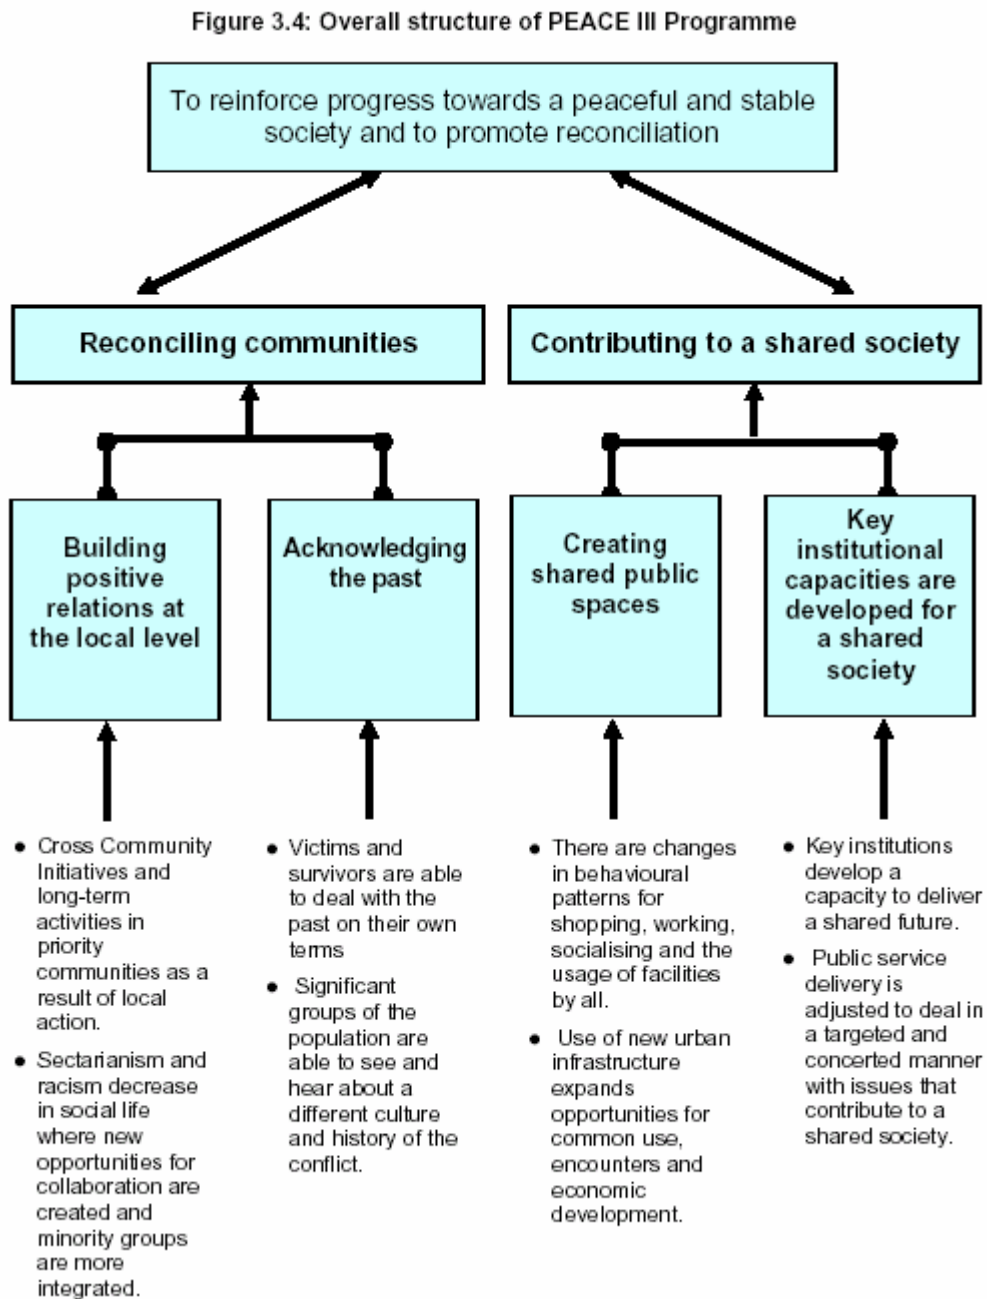 Figure 3.4: Overall structure of PEACE III Programme
To reinforce progress towards a peaceful and stable
society and to promote reconciliation
Reconciling communities
Contributing to a shared society
Building
positive
relations at
the local level
Acknowledging
the past
Creating
shared public
spaces
Key
institutional
capacities are
developed for
a shared
society
● Cross Community
Initiatives and
long-term
activities in
priority
communities as a
result of local
action.
● Sectarianism and
racism decrease
in social life
where new
opportunities for
collaboration are
created and
minority groups
are more
integrated.
● Victims and
survivors are able
to deal with the
past on their own
terms
● Significant
groups of the
population are
able to see and
hear about a
different culture
and history of the
conflict.
● There are changes
in behavioural
patterns for
shopping, working,
socialising and the
usage of facilities
by all.
● Use of new urban
infrastructure
expands
opportunities for
common use,
encounters and
economic
development.
● Key institutions
develop a
capacity to deliver
a shared future.
● Public service
delivery is
adjusted to deal in
a targeted and
concerted manner
with issues that
contribute to a
shared society.